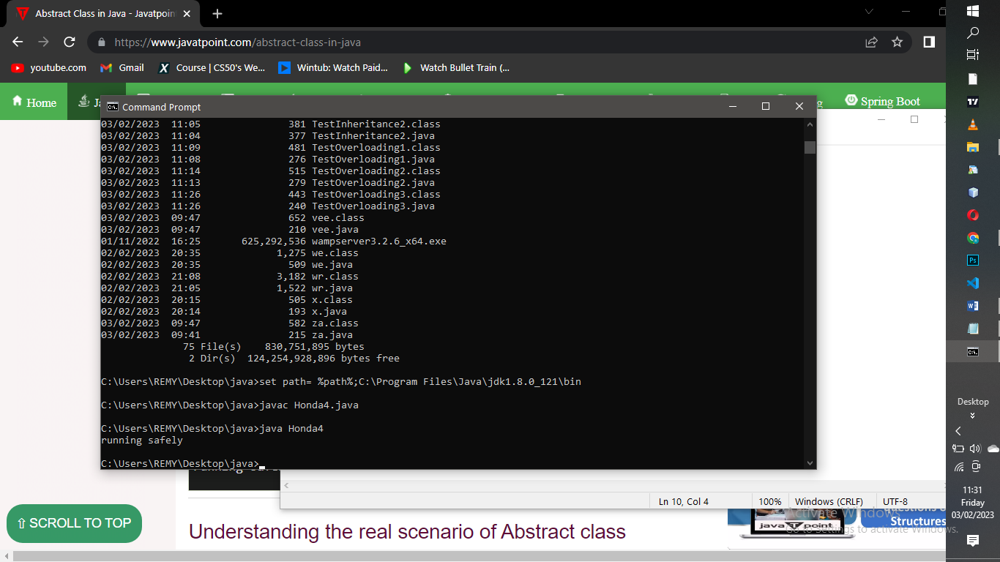 Abstract Class in Java - Javatpoin
https://www.javatpoint.com/abstract-class-in-java
youtube.com
Gmail
Course | CS50's We...
Wintub: Watch Paid...
Watch Bullet Train (...
Home
Spring Boot
Command Prompt
03/02/2023  11:05               381 TestInheritance2.class
03/02/2023  11:04               377 TestInheritance2.java
03/02/2023  11:09               481 TestOverloading1.class
03/02/2023  11:08               276 TestOverloading1.java
03/02/2023  11:14               515 TestOverloading2.class
03/02/2023  11:13               279 TestOverloading2.java
03/02/2023  11:26               443 TestOverloading3.class
03/02/2023  11:26               240 TestOverloading3.java
03/02/2023  09:47               652 vee.class
03/02/2023  09:47               210 vee.java
01/11/2022  16:25       625,292,536 wampserver3.2.6_x64.exe
02/02/2023  20:35             1,275 we.class
02/02/2023  20:35               509 we.java
02/02/2023  21:08             3,182 wr.class
02/02/2023  21:05             1,522 wr.java
02/02/2023  20:15               505 x.class
02/02/2023  20:14               193 x.java
03/02/2023  09:47               582 za.class
03/02/2023  09:41               215 za.java
75 File(s)    830,751,895 bytes
2 Dir(s)  124,254,928,896 bytes free
C:\Users\REMY\Desktop\java>set path= %path%;C:\Program Files\Java\jdk1.8.0_121\bin
C:\Users\REMY\Desktop\java>javac Honda4.java
C:\Users\REMY\Desktop\java>java Honda4
running safely
C:\Users\REMY\Desktop\java>
Ln 10, Col 4
100%
Windows (CRLF)
UTF-8
SCROLL TO TOP
Understanding the real scenario of Abstract class
java T point
Structures
Activate Windows
Go to Settings to activate Windows.
Desktop
11:31
Friday
03/02/2023